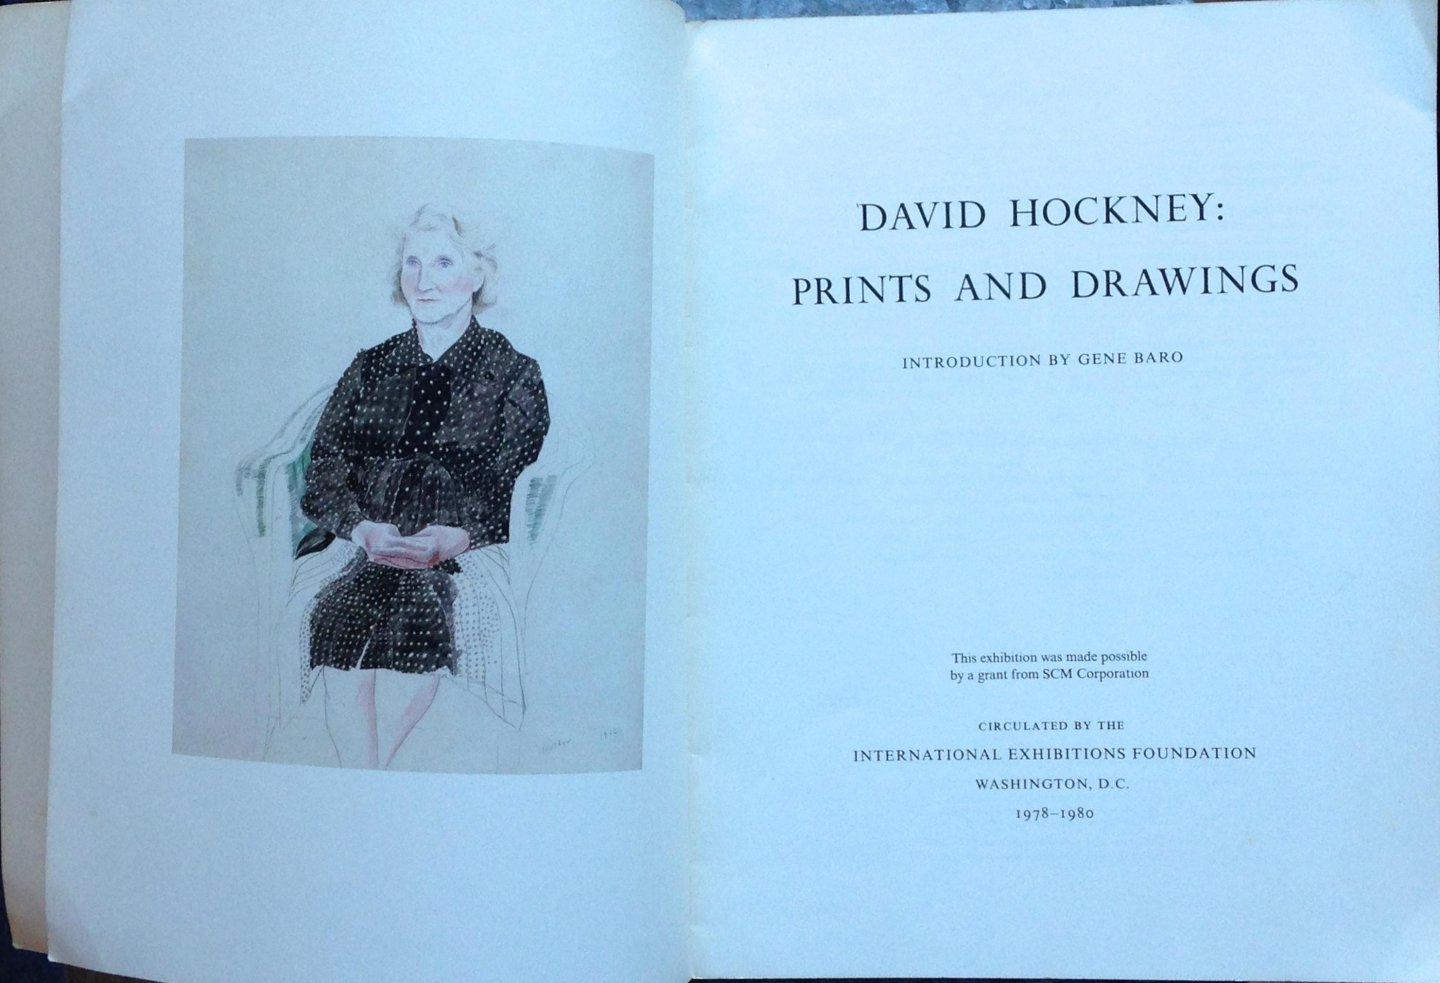 DAVID HOCKNEY:
PRINTS AND DRAWINGS
INTRODUCTION BY GENE BARO
This exhibition was made possible
by a grant from SCM Corporation
CIRCULATED BY THE
INTERNATIONAL EXHIBITIONS FOUNDATION
WASHINGTON, D.C.
1978–1980